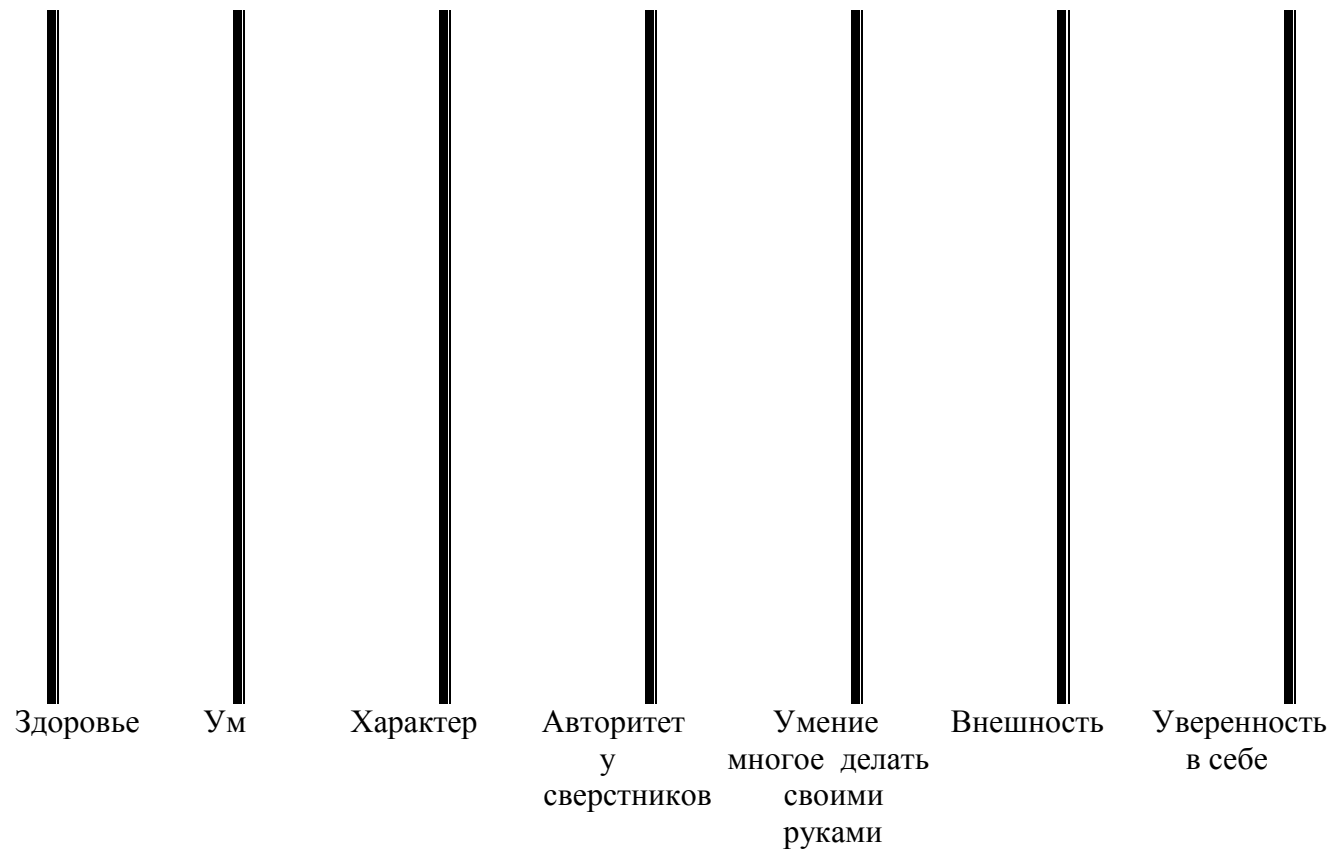 Здоровье Ум Характер Авторитет Умение Внешность Уверенность
у многое делать в себе
сверстников своими
руками